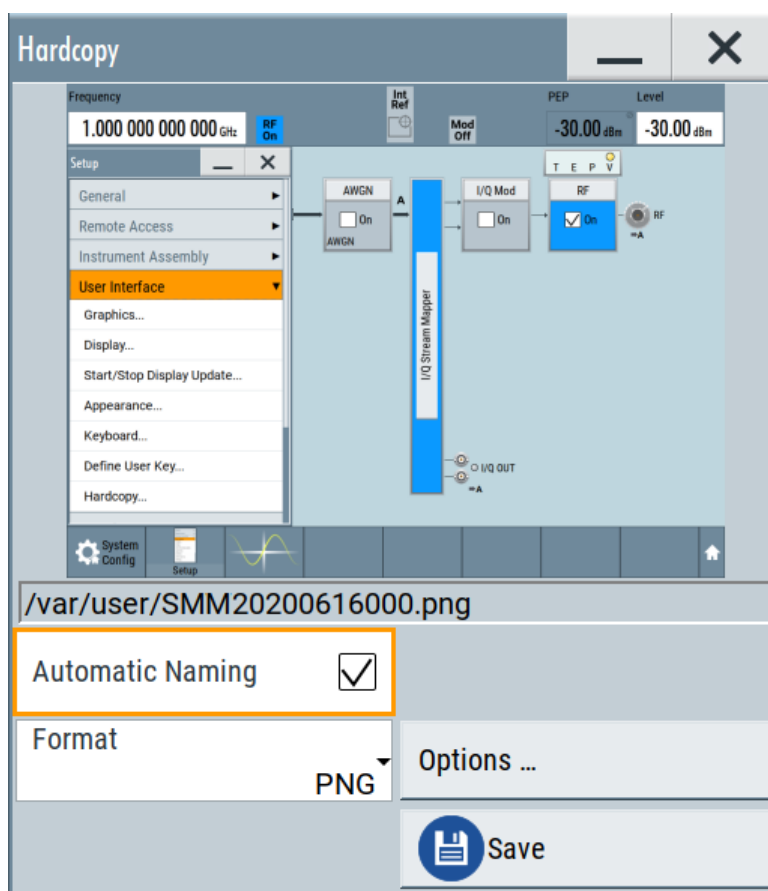 Hardcopy
Frequency
Int Ref
PEP
Level
1.000 000 000 000 GHz
RF On
Mod Off
-30.00 dBm
-30.00 dBm
Setup
T E P V
General
Remote Access
Instrument Assembly
User Interface
Graphics...
Display...
Start/Stop Display Update...
Appearance...
Keyboard...
Define User Key...
Hardcopy...
AWGN
On
AWGN
A
I/Q Stream Mapper
I/Q Mod
On
RF
On
RF
∞A
I/Q OUT
∞A
System Config
Setup
/var/user/SMM20200616000.png
Automatic Naming
Format
PNG
Options ...
Save